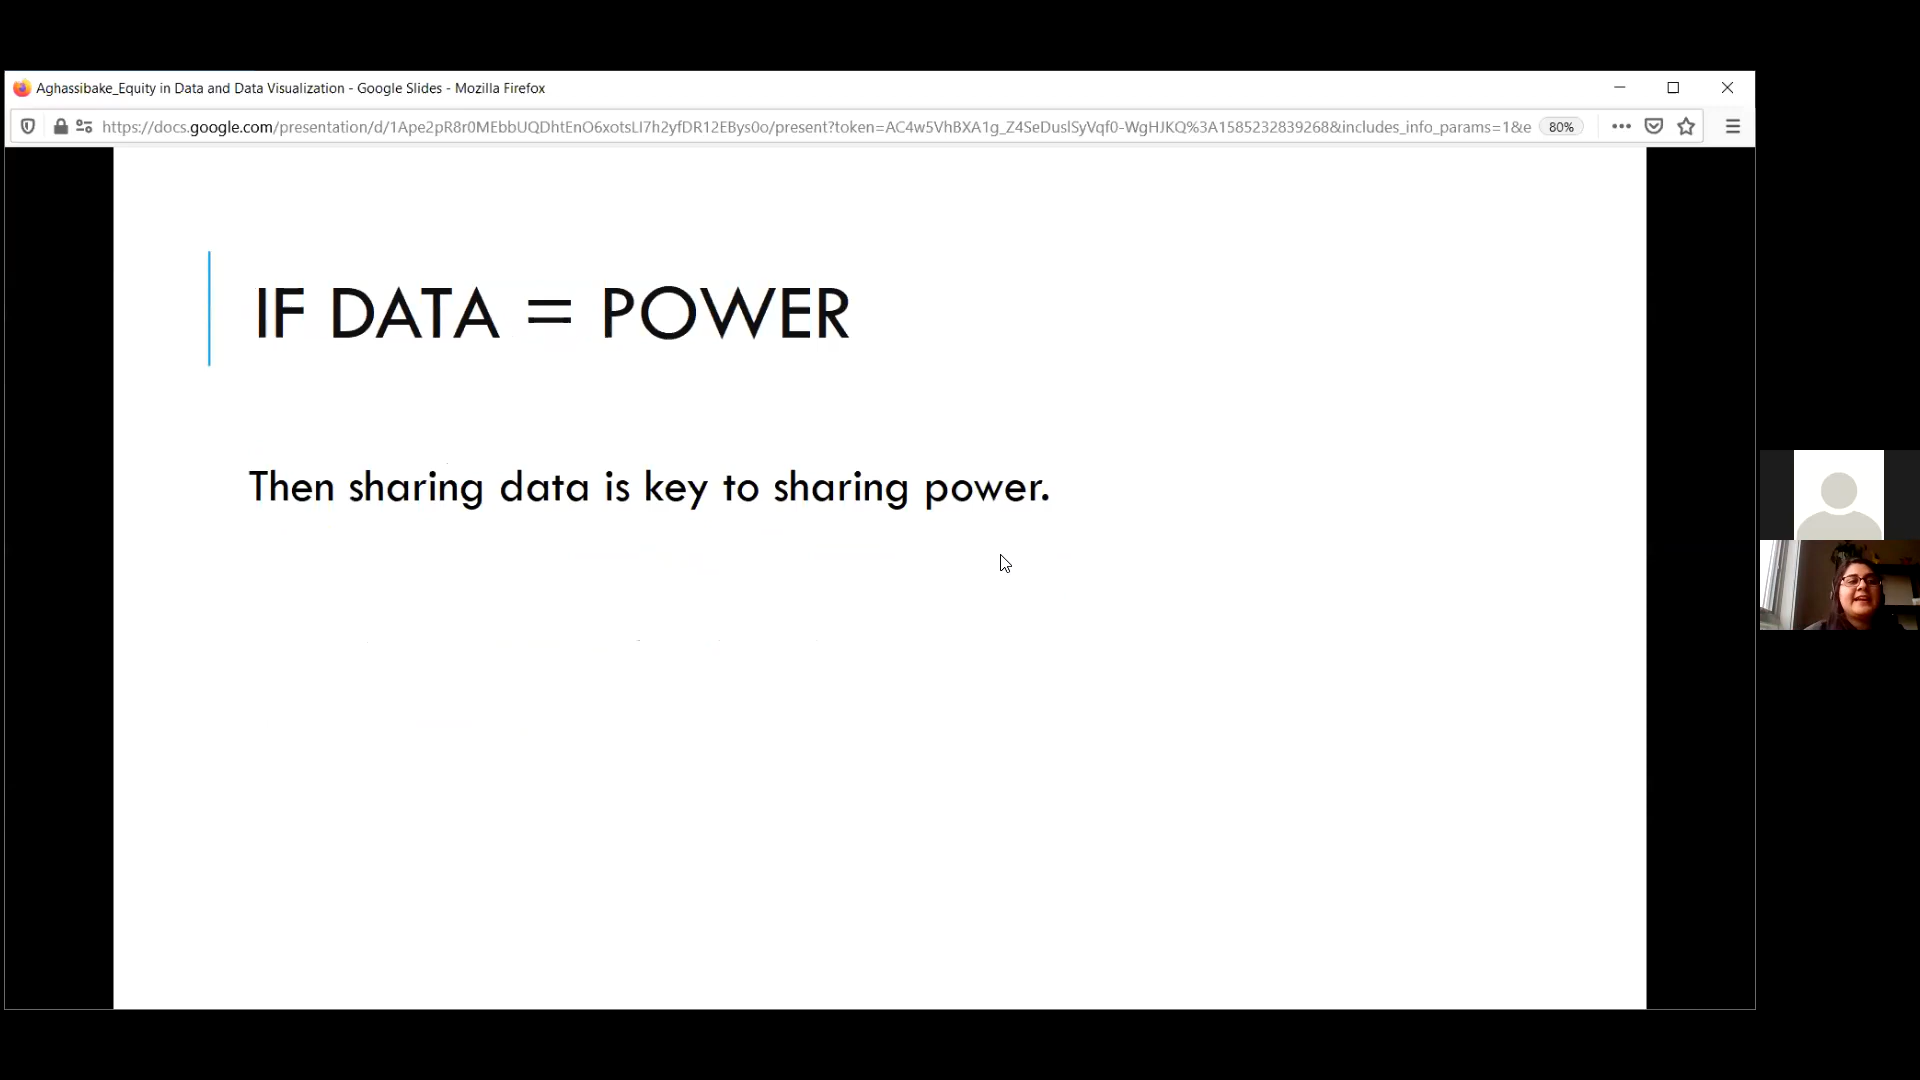 Aghassibake_Equity in Data and Data Visualization - Google Slides - Mozilla Firefox
https://docs.google.com/presentation/d/1Ape2pR8r0MEbbUQDhtEnO6xotsLI7h2yfDR12EBys0o/present?token=AC4w5VhBXA1g_Z4SeDuslSyVqf0-WgHJKQ%3A1585232839268&includes_info_params=1&e 80%
IF DATA = POWER
Then sharing data is key to sharing power.